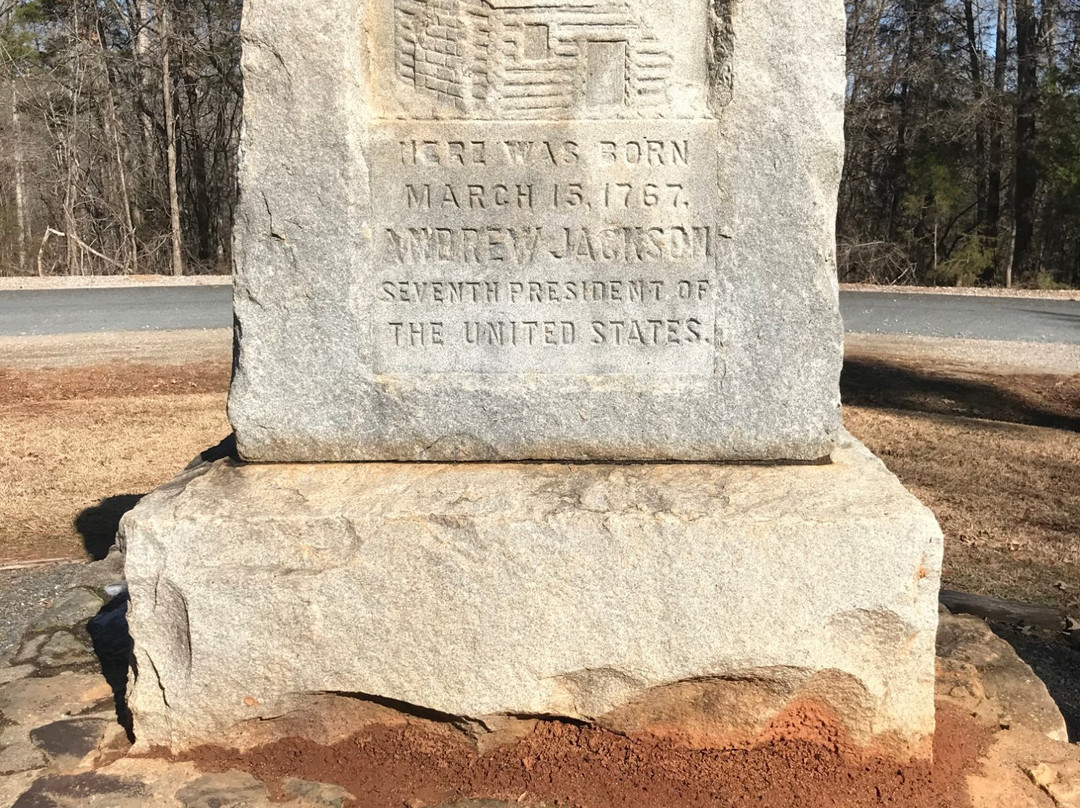 HERE WAS BORN
MARCH 15, 1767.
ANDREW JACKSON
SEVENTH PRESIDENT OF
THE UNITED STATES.